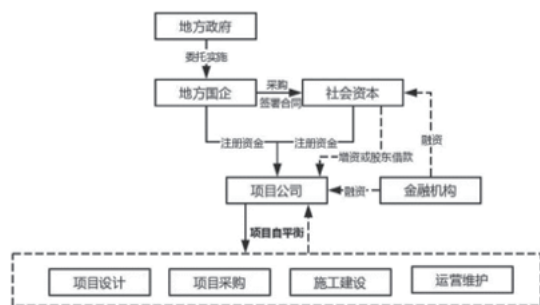 地方政府
委托实施
地方国企
采购
签署合同
社会资本
注册资金
注册资金
增资或股东借款
融资
项目公司
融资
金融机构
项目自平衡
项目设计
项目采购
施工建设
运营维护